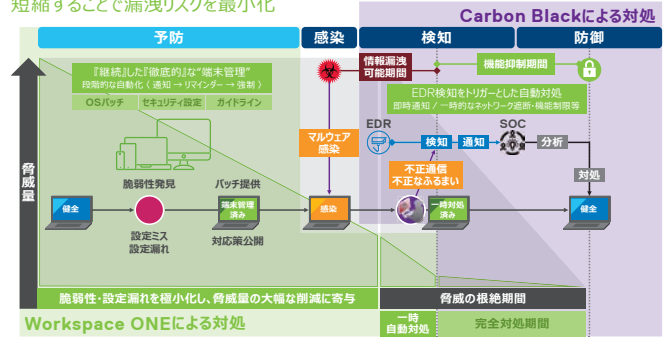 短縮することで漏洩リスクを最小化
Carbon Blackによる対処
予防
感染
検知
防御
『継続』した『徹底的』な“端末管理”
段階的な自動化（通知 → リマインダー → 強制）
OSパッチ
セキュリティ設定
ガイドライン
情報漏洩
可能期間
機能抑制期間
EDR検知をトリガーとした自動対処
即時通知 / 一時的なネットワーク遮断・機能制限等
EDR
検知
通知
SOC
分析
マルウェア
感染
不正通信
不正なふるまい
対処
脅威量
脆弱性発見
パッチ提供
健全
端末管理
済み
感染
一時対処
済み
健全
設定ミス
設定漏れ
対応策公開
脆弱性・設定漏れを極小化し、脅威量の大幅な削減に寄与
脅威の根絶期間
Workspace ONEによる対処
一時
自動対処
完全対処期間